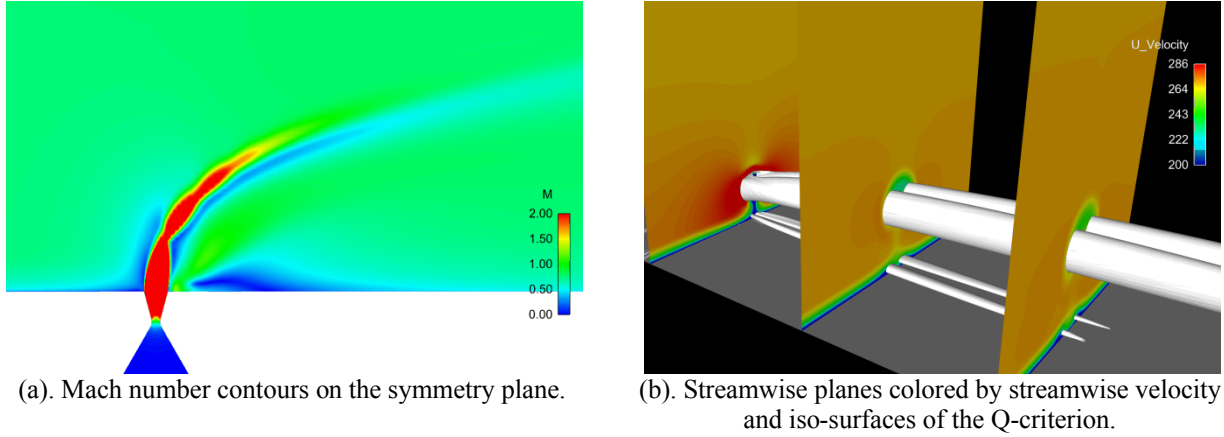 M
2.00
1.50
1.00
0.50
0.00
(a). Mach number contours on the symmetry plane.
U_Velocity
286
264
243
222
200
(b). Streamwise planes colored by streamwise velocity
and iso-surfaces of the Q-criterion.